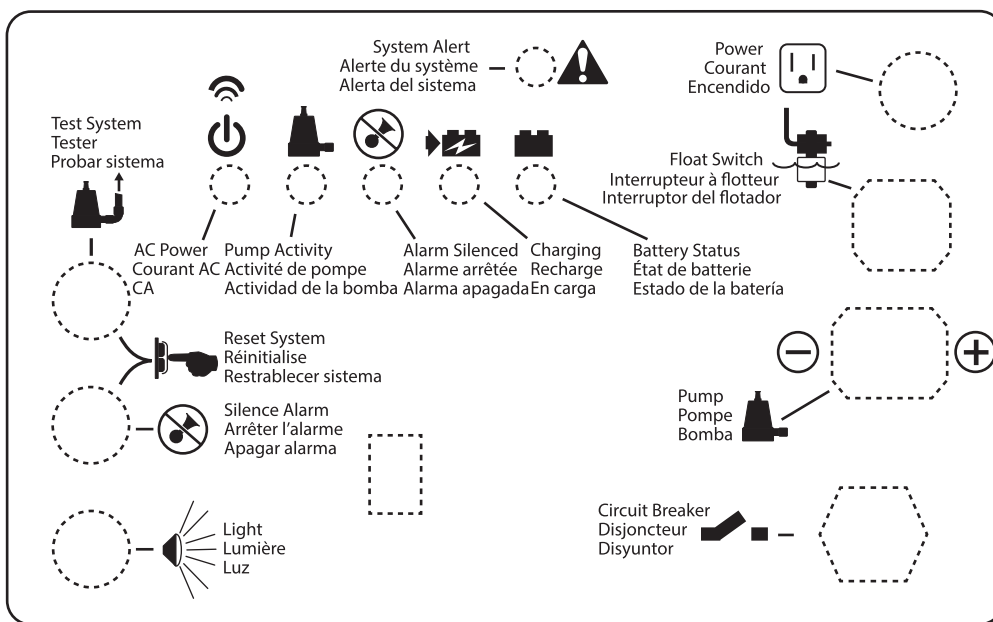 System Alert
Alerte du système
Alerta del sistema
Power
Courant
Encendido
Test System
Tester
Probar sistema
Float Switch
Interrupteur à flotteur
Interruptor del flotador
AC Power
Courant AC
CA
Pump Activity
Activité de pompe
Actividad de la bomba
Alarm Silenced
Alarme arrêtée
Alarma apagada
Charging
Recharge
En carga
Battery Status
État de batterie
Estado de la batería
Reset System
Réinitialise
Restrablecer sistema
Pump
Pompe
Bomba
Silence Alarm
Arrêter l'alarme
Apagar alarma
Circuit Breaker
Disjoncteur
Disyuntor
Light
Lumière
Luz